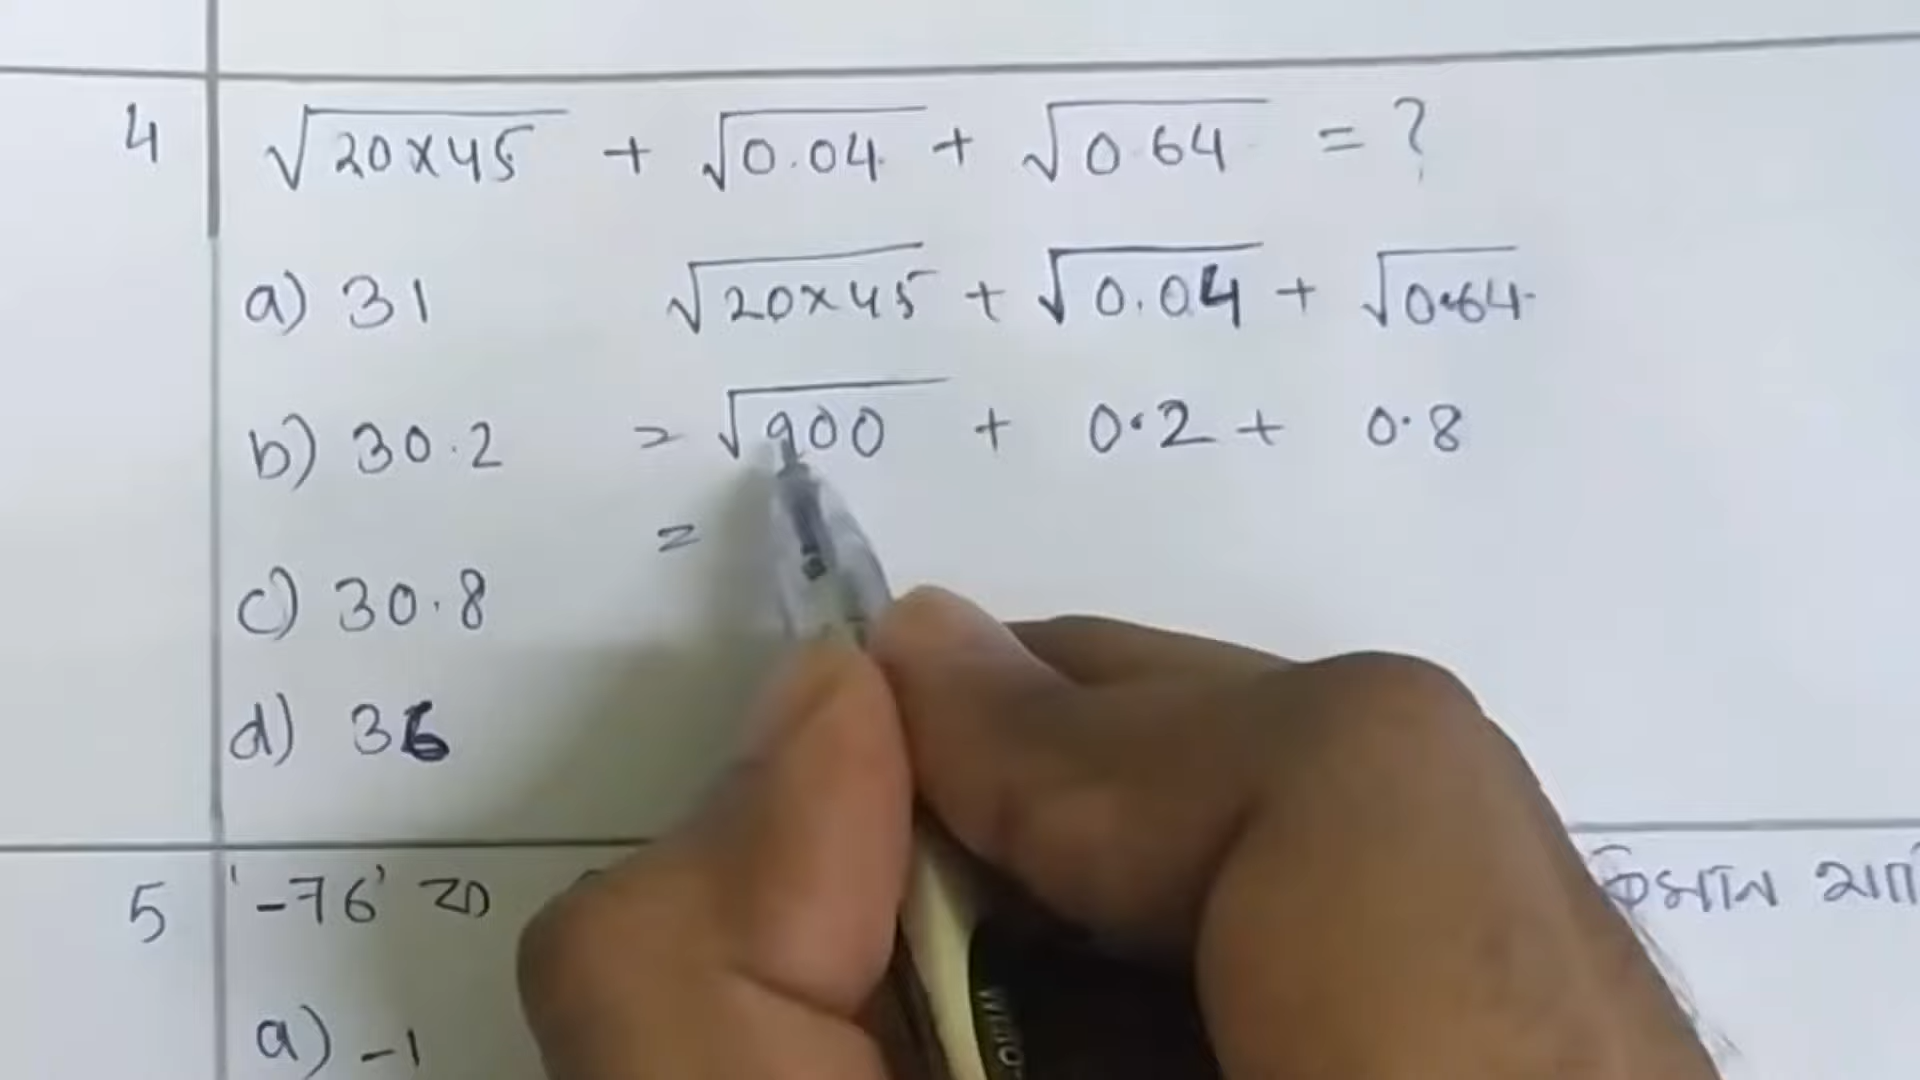 4 √20×45 + √0.04 + √0.64 = ?
a) 31 √20×45 + √0.04 + √0.64
b) 30.2 = √900 + 0.2 + 0.8
=
c) 30.8
d) 36
5 '-76'
a) -1